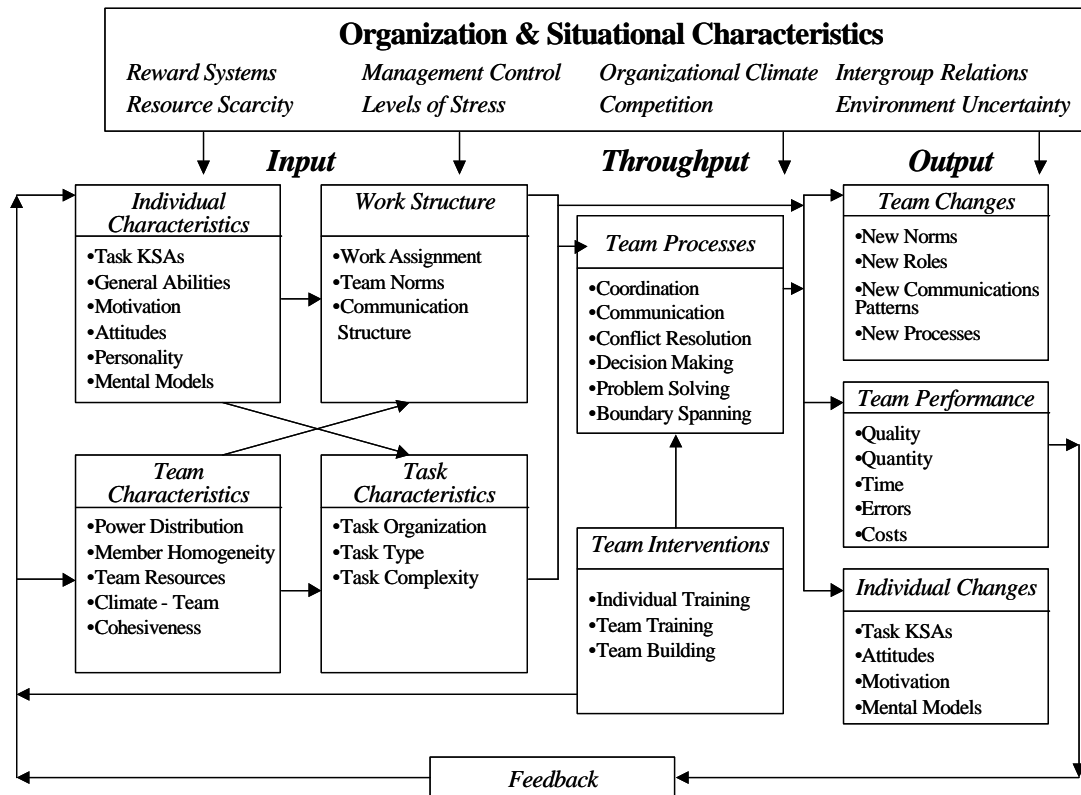 Organization & Situational Characteristics
Reward Systems
Management Control
Organizational Climate
Intergroup Relations
Resource Scarcity
Levels of Stress
Competition
Environment Uncertainty
Input
Throughput
Output
Individual
Characteristics
•Task KSAs
•General Abilities
•Motivation
•Attitudes
•Personality
•Mental Models
Work Structure
•Work Assignment
•Team Norms
•Communication
Structure
Team
Characteristics
•Power Distribution
•Member Homogeneity
•Team Resources
•Climate - Team
•Cohesiveness
Task
Characteristics
•Task Organization
•Task Type
•Task Complexity
Team Processes
•Coordination
•Communication
•Conflict Resolution
•Decision Making
•Problem Solving
•Boundary Spanning
Team Interventions
•Individual Training
•Team Training
•Team Building
Team Changes
•New Norms
•New Roles
•New Communications
Patterns
•New Processes
Team Performance
•Quality
•Quantity
•Time
•Errors
•Costs
Individual Changes
•Task KSAs
•Attitudes
•Motivation
•Mental Models
Feedback